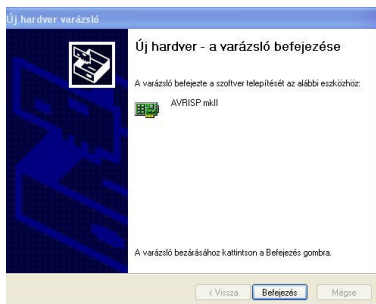 Új hardver varázsló
Új hardver - a varázsló befejezése
A varázsló befejezte a szoftver telepítését az alábbi eszközhöz:
AVRISP mkII
A varázsló bezárásához kattintson a Befejezés gombra.
< Vissza Befejezés Mégse